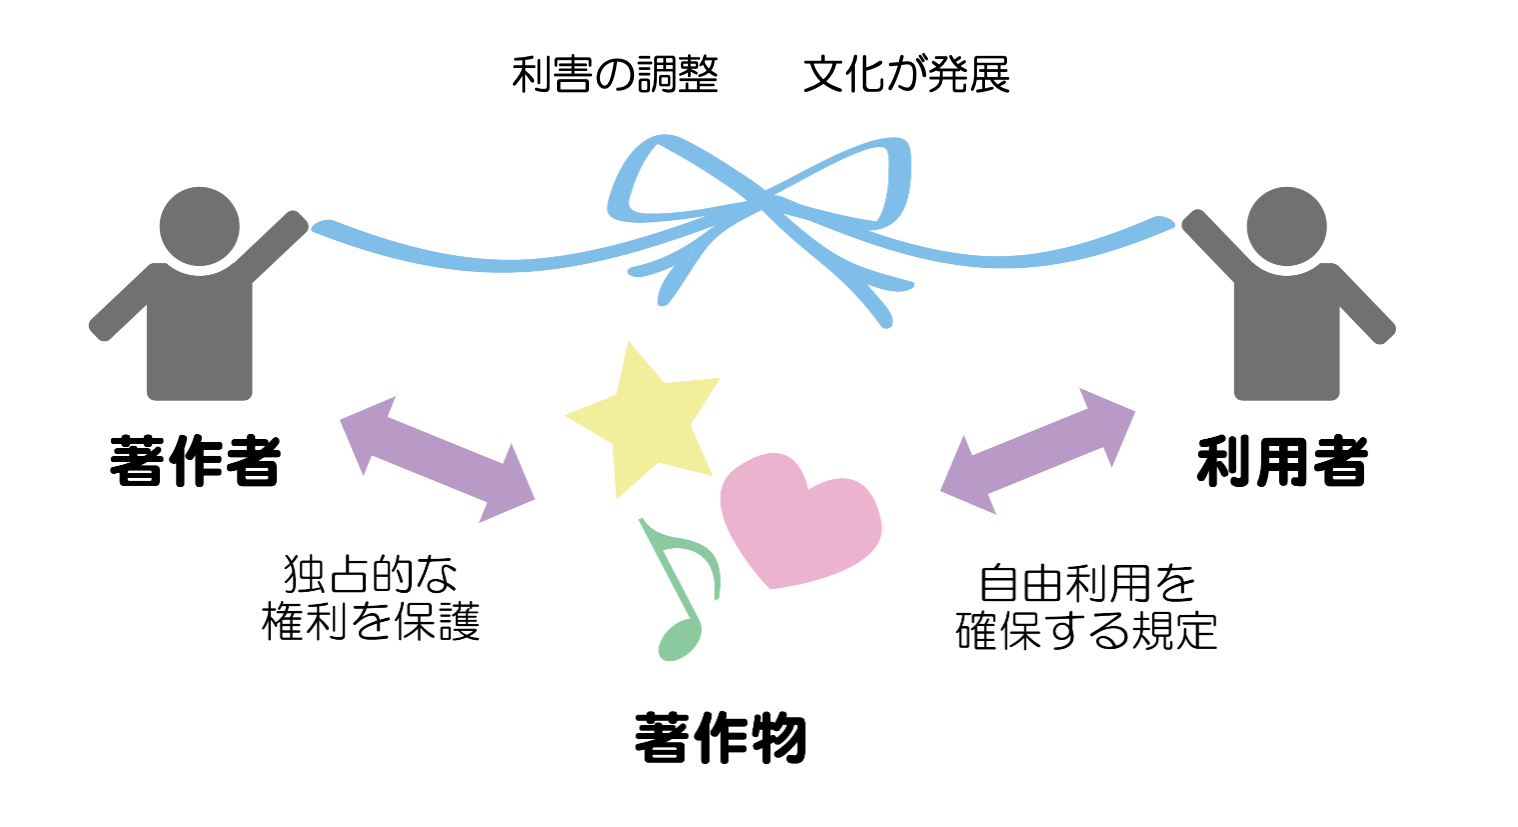 利害の調整　　文化が発展
著作者
利用者
独占的な
権利を保護
自由利用を
確保する規定
著作物